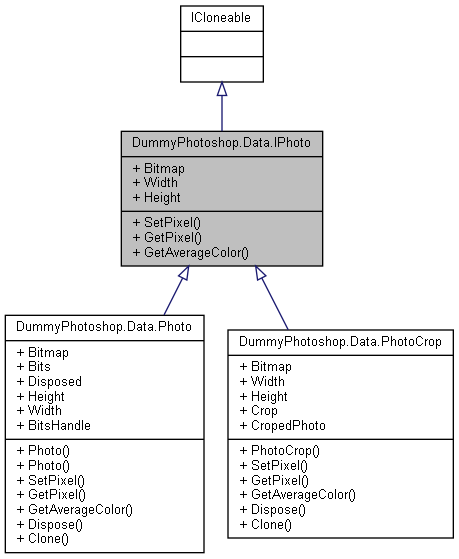 ICloneable
DummyPhotoshop.Data.IPhoto
+ Bitmap
+ Width
+ Height
+ SetPixel()
+ GetPixel()
+ GetAverageColor()
DummyPhotoshop.Data.Photo
+ Bitmap
+ Bits
+ Disposed
+ Height
+ Width
+ BitsHandle
+ Photo()
+ Photo()
+ SetPixel()
+ GetPixel()
+ GetAverageColor()
+ Dispose()
+ Clone()
DummyPhotoshop.Data.PhotoCrop
+ Bitmap
+ Width
+ Height
+ Crop
+ CropedPhoto
+ PhotoCrop()
+ SetPixel()
+ GetPixel()
+ GetAverageColor()
+ Dispose()
+ Clone()